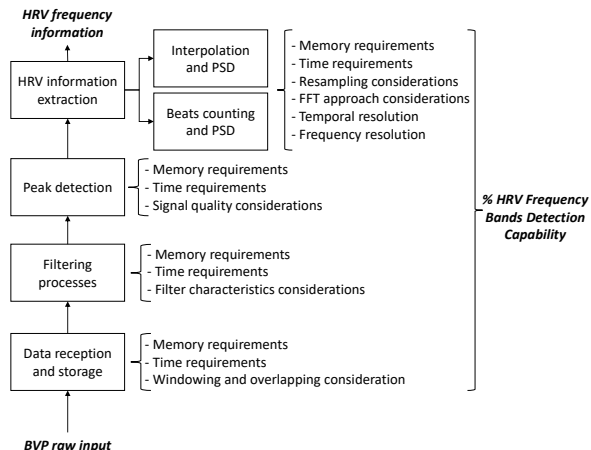 HRV frequency
information
HRV information
extraction
Interpolation
and PSD
Beats counting
and PSD
- Memory requirements
- Time requirements
- Resampling considerations
- FFT approach considerations
- Temporal resolution
- Frequency resolution
Peak detection
- Memory requirements
- Time requirements
- Signal quality considerations
% HRV Frequency
Bands Detection
Capability
Filtering
processes
- Memory requirements
- Time requirements
- Filter characteristics considerations
Data reception
and storage
- Memory requirements
- Time requirements
- Windowing and overlapping consideration
BVP raw input